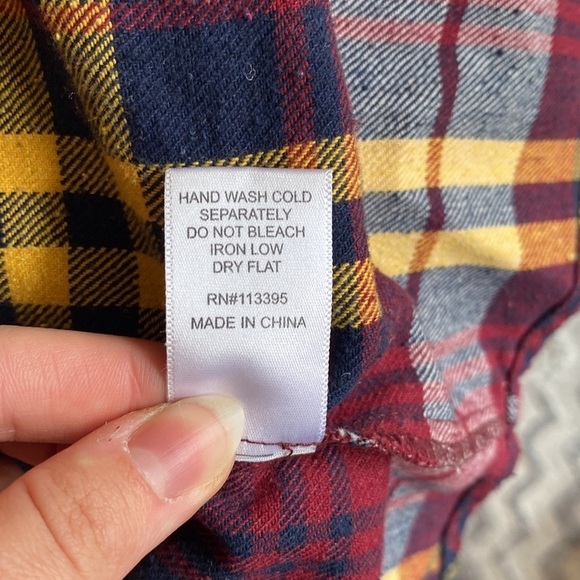 HAND WASH COLD
SEPARATELY
DO NOT BLEACH
IRON LOW
DRY FLAT
RN#113395
MADE IN CHINA